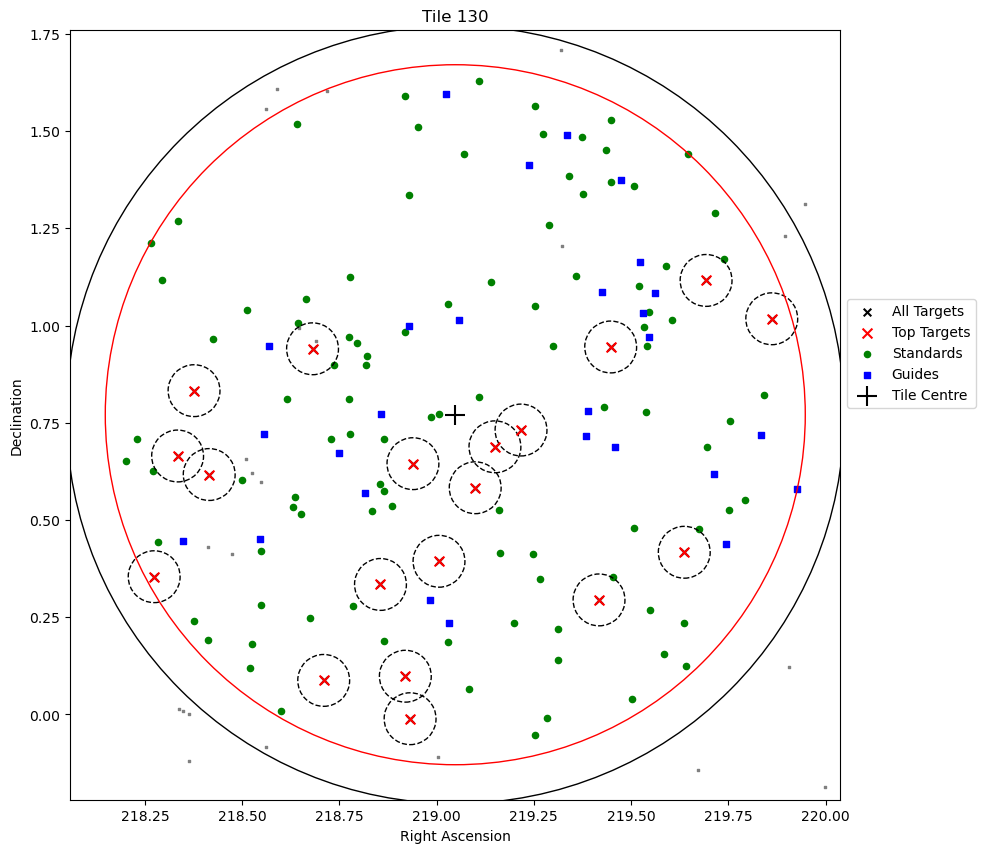 Tile 130
1.75
1.50
1.25
1.00
0.75
0.50
0.25
0.00
Declination
218.25
218.50
218.75
219.00
219.25
219.50
219.75
220.00
Right Ascension
All Targets
Top Targets
Standards
Guides
Tile Centre